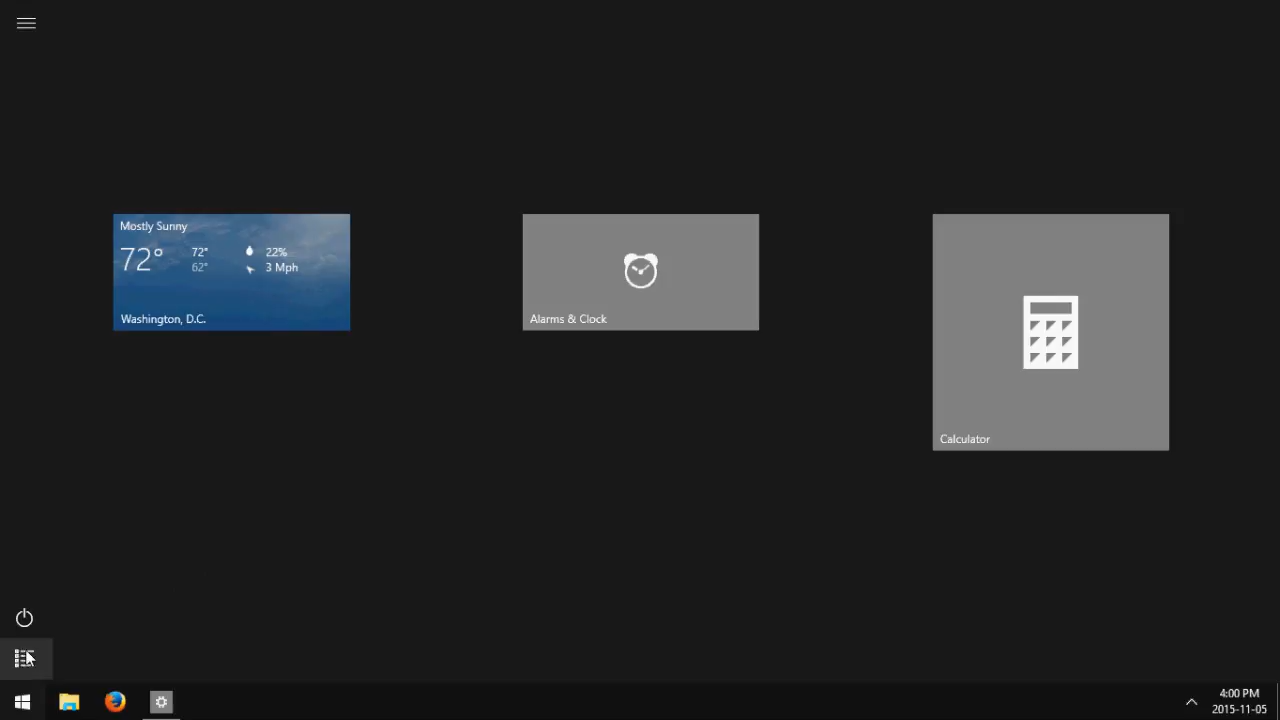 Mostly Sunny
72° 72° 22%
62° 3 Mph
Washington, D.C.
Alarms & Clock
Calculator
4:00 PM
2015-11-05